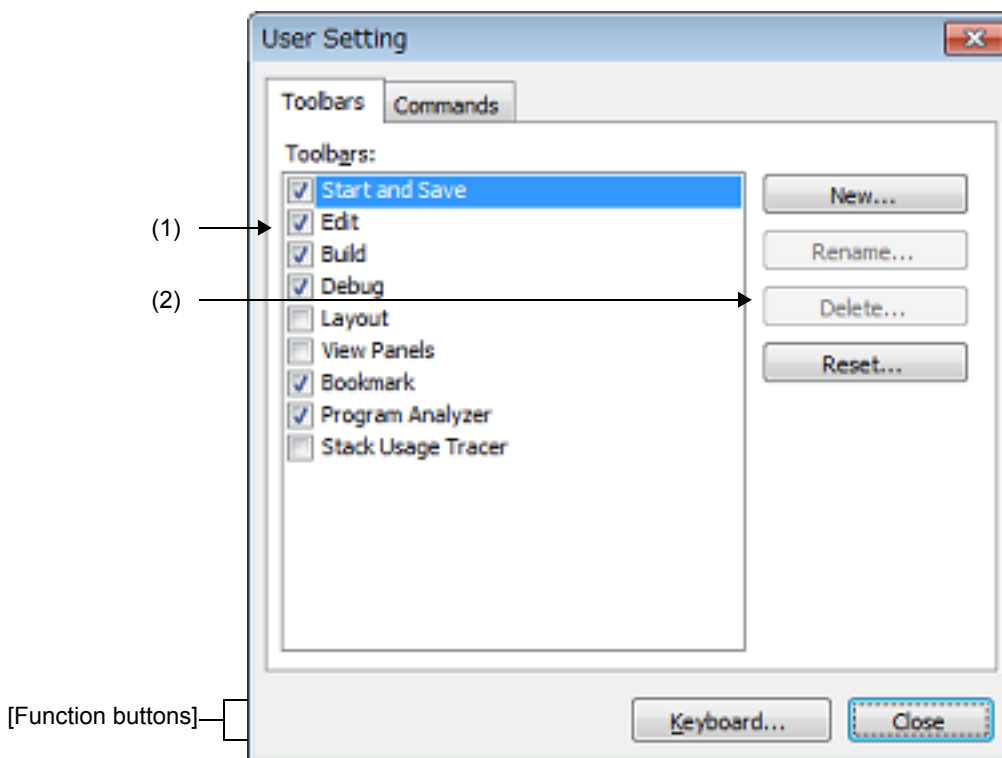 User Setting
Toolbars
Commands
Toolbars:
Start and Save
New...
(1)
Edit
Rename...
Build
(2)
Debug
Delete...
Layout
View Panels
Reset...
Bookmark
Program Analyzer
Stack Usage Tracer
[Function buttons]
Keyboard...
Close